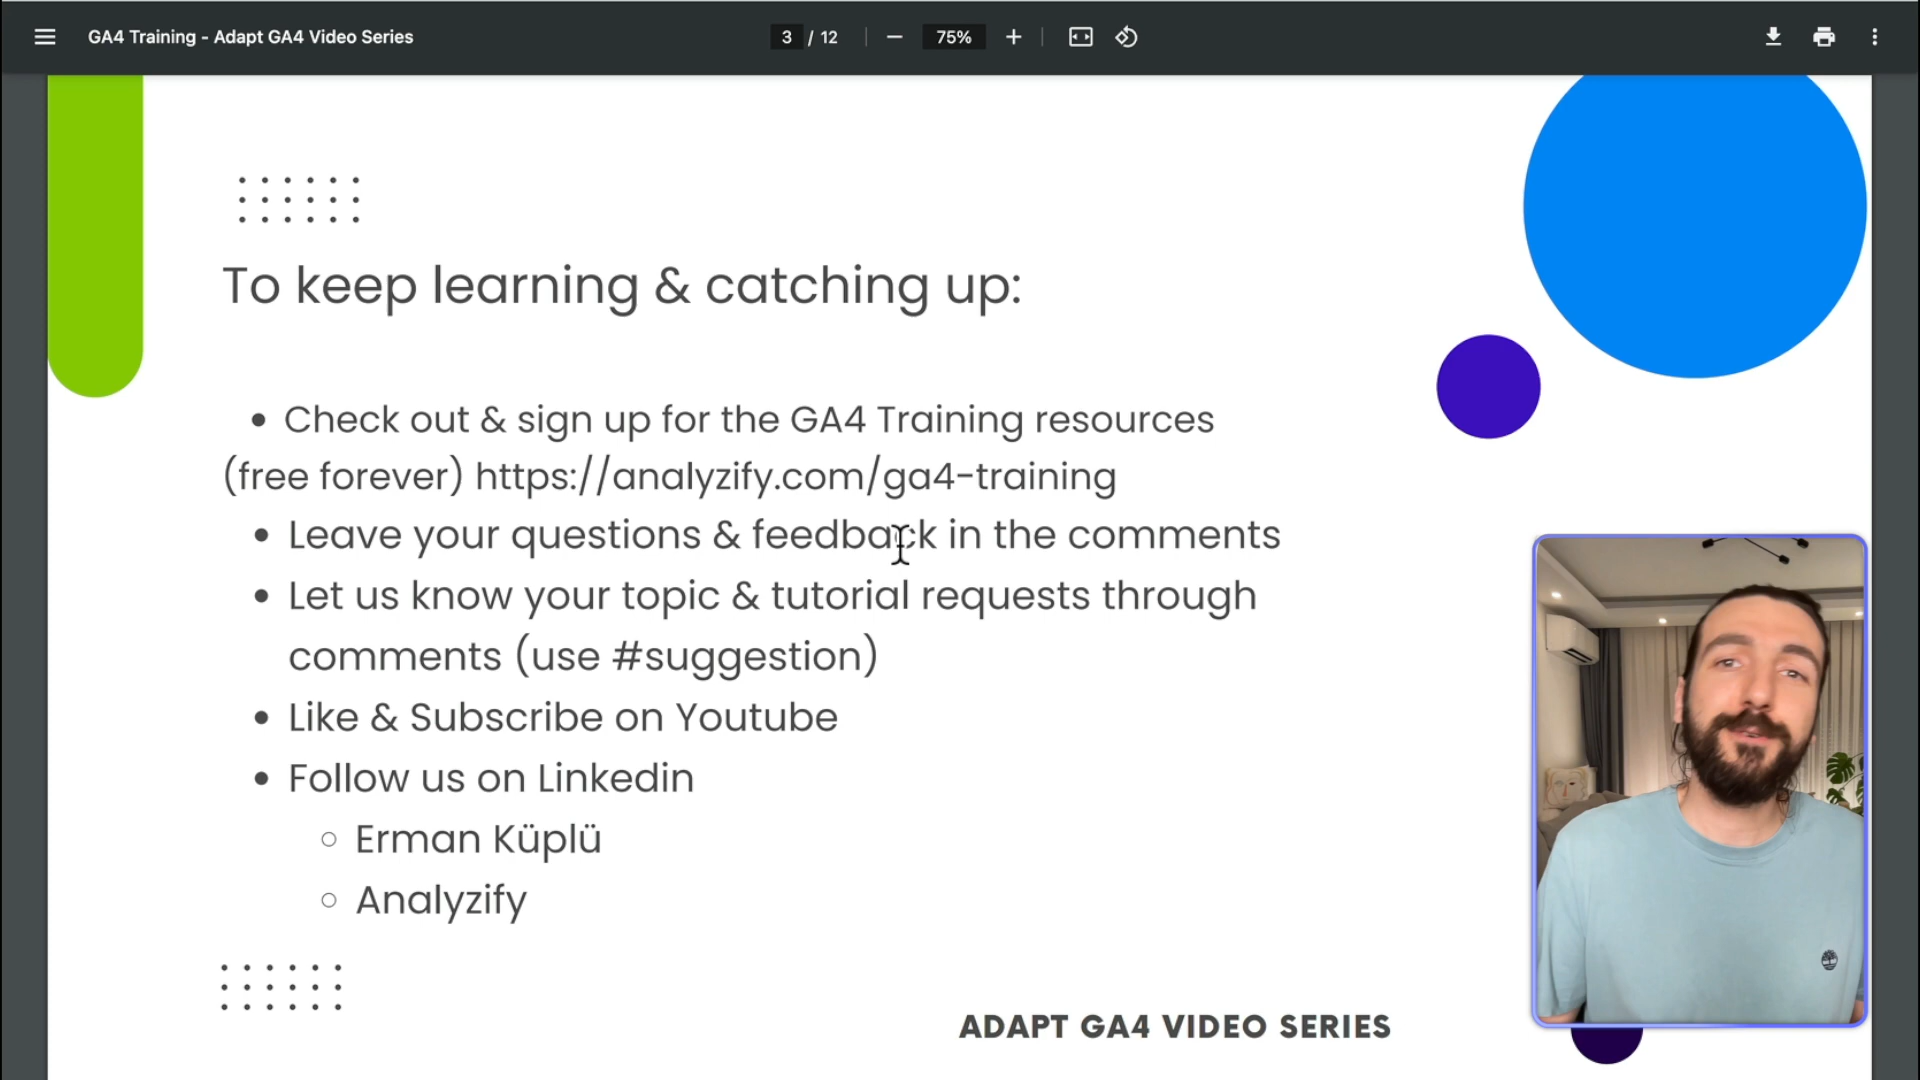 GA4 Training - Adapt GA4 Video Series
3 / 12
75%
To keep learning & catching up:
• Check out & sign up for the GA4 Training resources
(free forever) https://analyzify.com/ga4-training
• Leave your questions & feedback in the comments
• Let us know your topic & tutorial requests through
comments (use #suggestion)
• Like & Subscribe on Youtube
• Follow us on Linkedin
○ Erman Küplü
○ Analyzify
ADAPT GA4 VIDEO SERIES